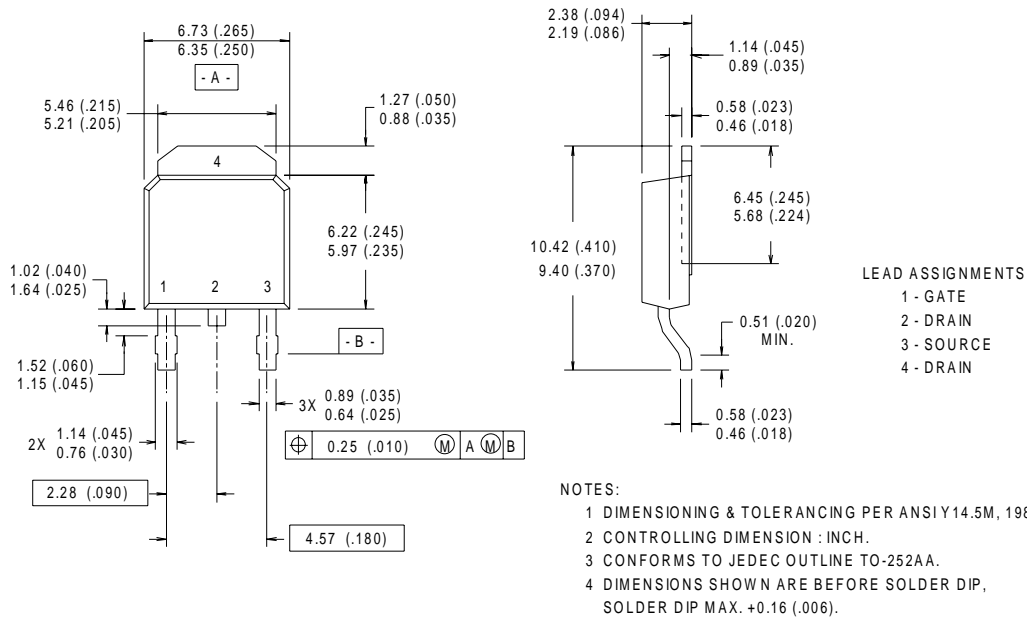 6.73 (.265)
6.35 (.250)
- A -
5.46 (.215)
5.21 (.205)
1.27 (.050)
0.88 (.035)
4
6.22 (.245)
5.97 (.235)
1.02 (.040)
1.64 (.025)
1 2 3
- B -
1.52 (.060)
1.15 (.045)
3X 0.89 (.035)
0.64 (.025)
2X 1.14 (.045)
0.76 (.030)
⌖ 0.25 (.010) Ⓜ A Ⓜ B
2.28 (.090)
4.57 (.180)
2.38 (.094)
2.19 (.086)
1.14 (.045)
0.89 (.035)
0.58 (.023)
0.46 (.018)
6.45 (.245)
5.68 (.224)
10.42 (.410)
9.40 (.370)
0.51 (.020)
MIN.
0.58 (.023)
0.46 (.018)
LEAD ASSIGNMENTS
1 - GATE
2 - DRAIN
3 - SOURCE
4 - DRAIN
NOTES:
1 DIMENSIONING & TOLERANCING PER ANSI Y14.5M, 198
2 CONTROLLING DIMENSION : INCH.
3 CONFORMS TO JEDEC OUTLINE TO-252AA.
4 DIMENSIONS SHOWN ARE BEFORE SOLDER DIP,
SOLDER DIP MAX. +0.16 (.006).